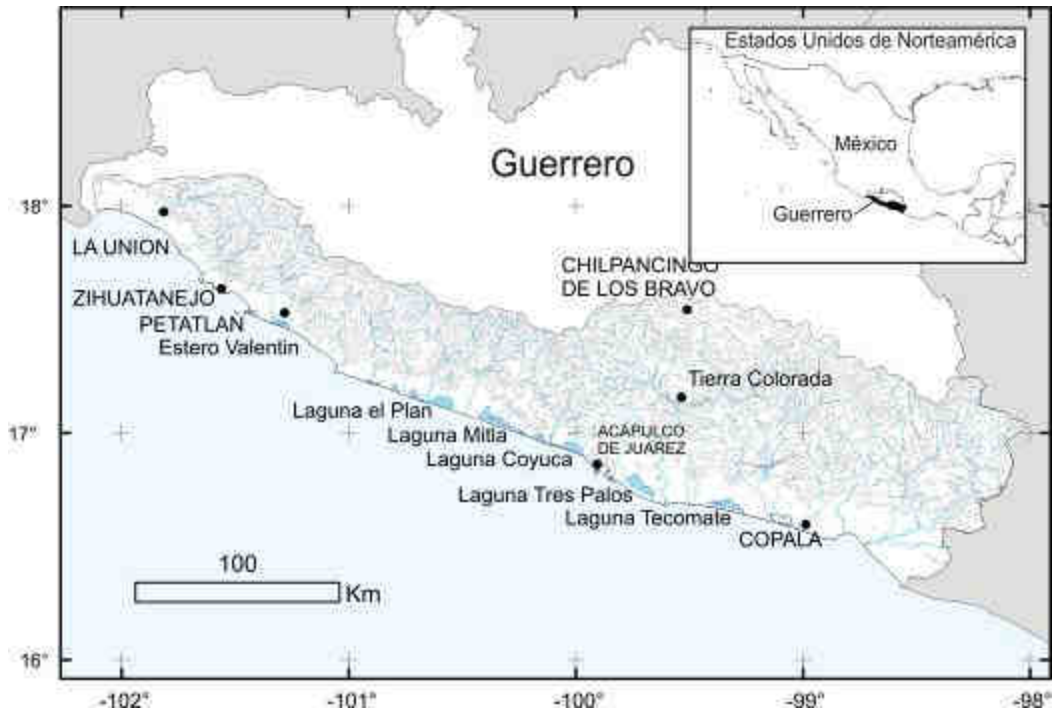 Estados Unidos de Norteamérica
México
Guerrero
Guerrero
18°
LA UNION
CHILPANCINGO
DE LOS BRAVO
ZIHUATANEJO
PETATLAN
Estero Valentin
Tierra Colorada
Laguna el Plan
17°
Laguna Mitla
ACAPULCO
DE JUAREZ
Laguna Coyuca
Laguna Tres Palos
Laguna Tecomate
COPALA
100
Km
16°
-102°
-101°
-100°
-99°
-98°